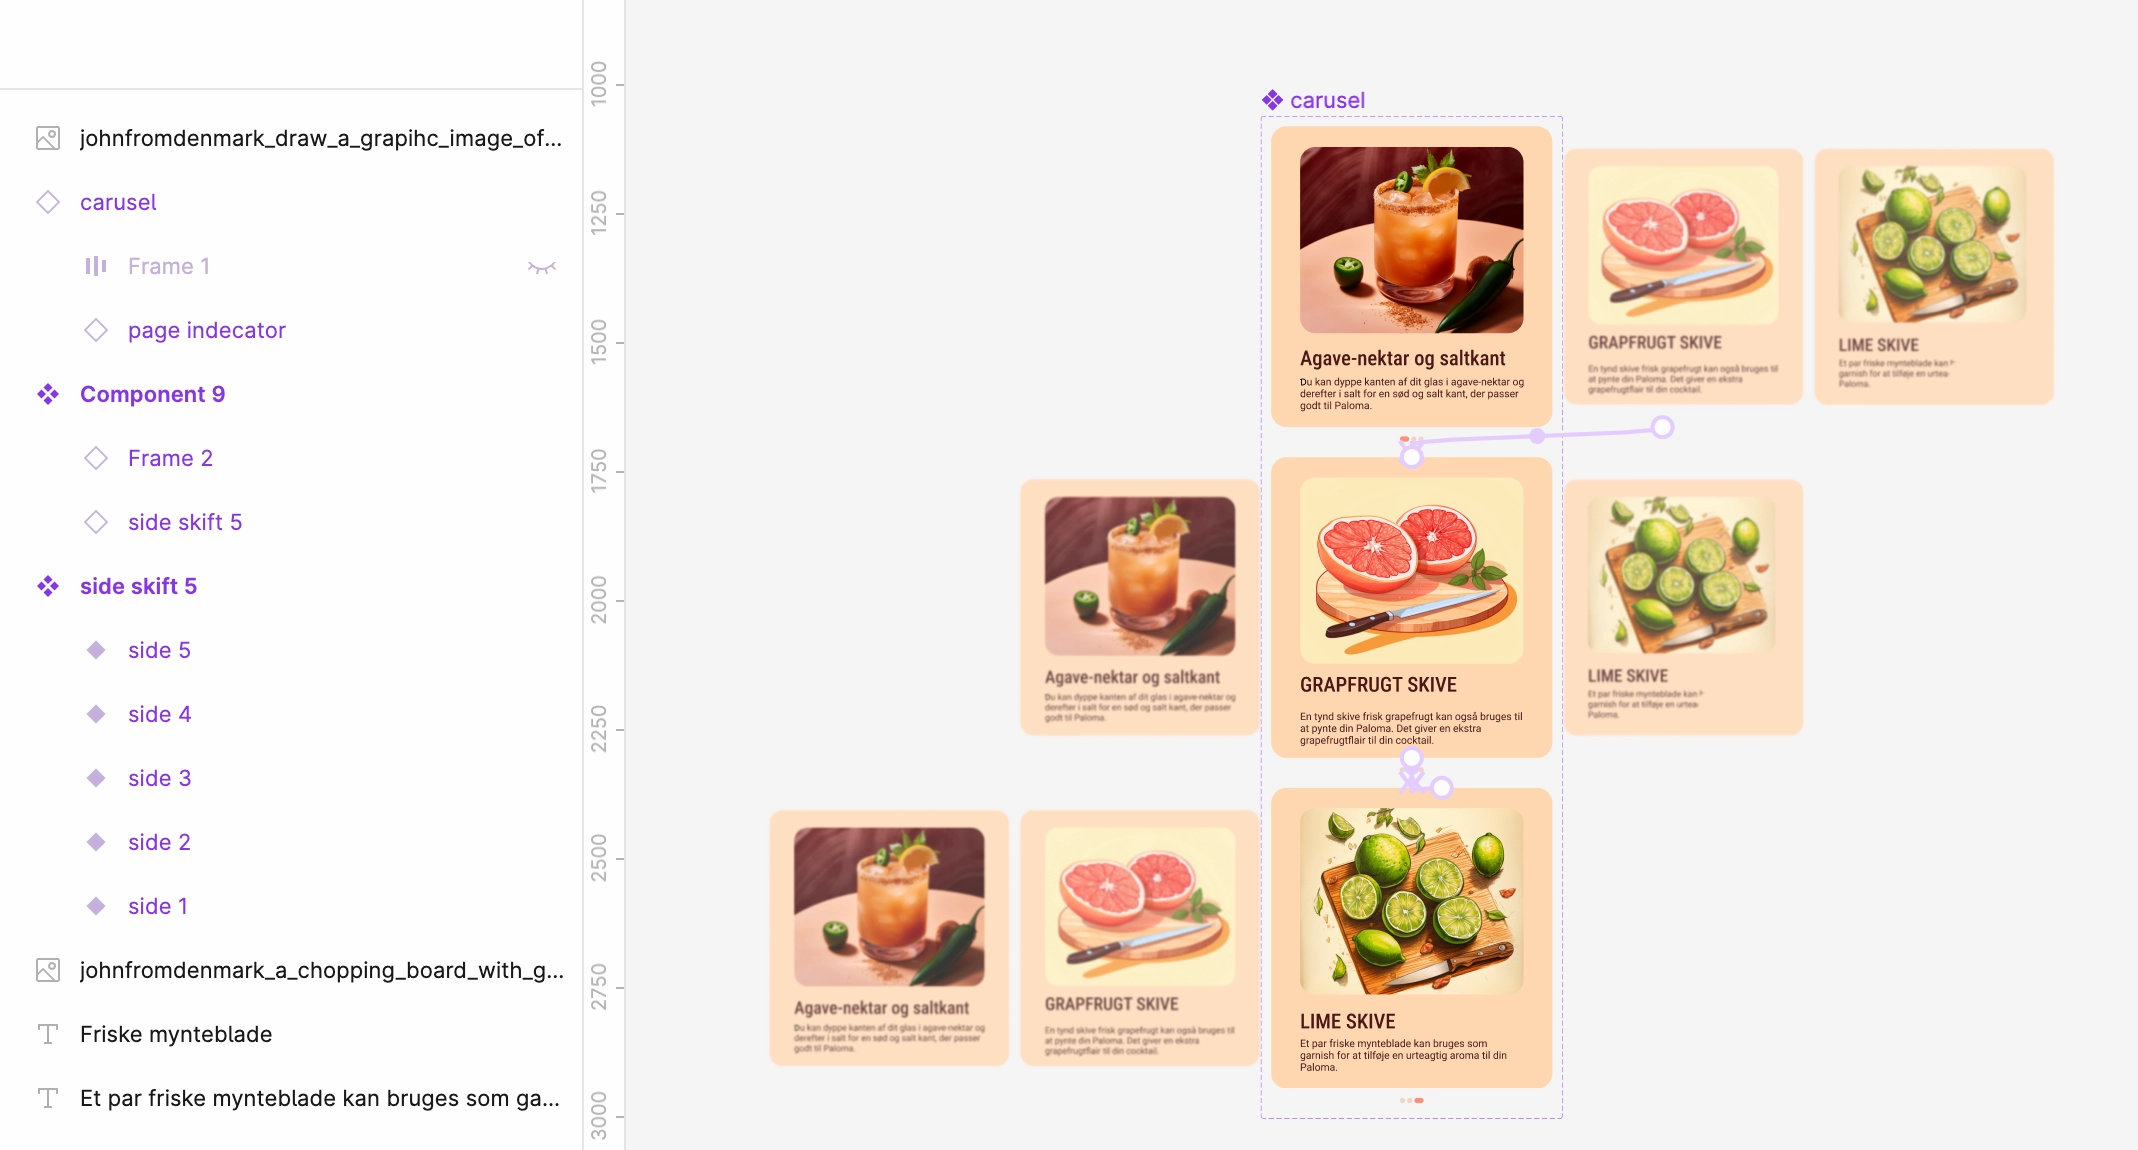 johnfromdenmark_draw_a_grapihc_image_of...
carusel
Frame 1
page indecator
Component 9
Frame 2
side skift 5
side skift 5
side 5
side 4
side 3
side 2
side 1
johnfromdenmark_a_chopping_board_with_g...
Friske mynteblade
Et par friske mynteblade kan bruges som ga...
1000
1250
1500
1750
2000
2250
2500
2750
3000
carusel
Agave-nektar og saltkant
Du kan dyppe kanten af dit glas i agave-nektar og
derefter i salt for en sød og salt kant, der passer
godt til Paloma.
GRAPFRUGT SKIVE
En tynd skive frisk grapefrugt kan også bruges til
at pynte din Paloma. Det giver en ekstra
grapefrugtflair til din cocktail.
LIME SKIVE
Et par friske mynteblade kan
garnish for at tilføje en urtea-
Paloma.
Agave-nektar og saltkant
Du kan dyppe kanten af dit glas i agave-nektar og
derefter i salt for en sød og salt kant, der passer
godt til Paloma.
GRAPFRUGT SKIVE
En tynd skive frisk grapefrugt kan også bruges til
at pynte din Paloma. Det giver en ekstra
grapefrugtflair til din cocktail.
LIME SKIVE
Et par friske mynteblade kan
garnish for at tilføje en urtea-
Paloma.
Agave-nektar og saltkant
Du kan dyppe kanten af dit glas i agave-nektar og
derefter i salt for en sød og salt kant, der passer
godt til Paloma.
GRAPFRUGT SKIVE
En tynd skive frisk grapefrugt kan også bruges til
at pynte din Paloma. Det giver en ekstra
grapefrugtflair til din cocktail.
LIME SKIVE
Et par friske mynteblade kan bruges som
garnish for at tilføje en urteagtig aroma til din
Paloma.